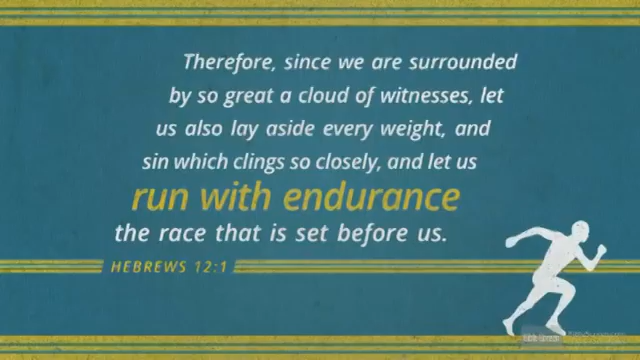 Therefore, since we are surrounded
by so great a cloud of witnesses, let
us also lay aside every weight, and
sin which clings so closely, and let us
run with endurance
the race that is set before us.
HEBREWS 12:1